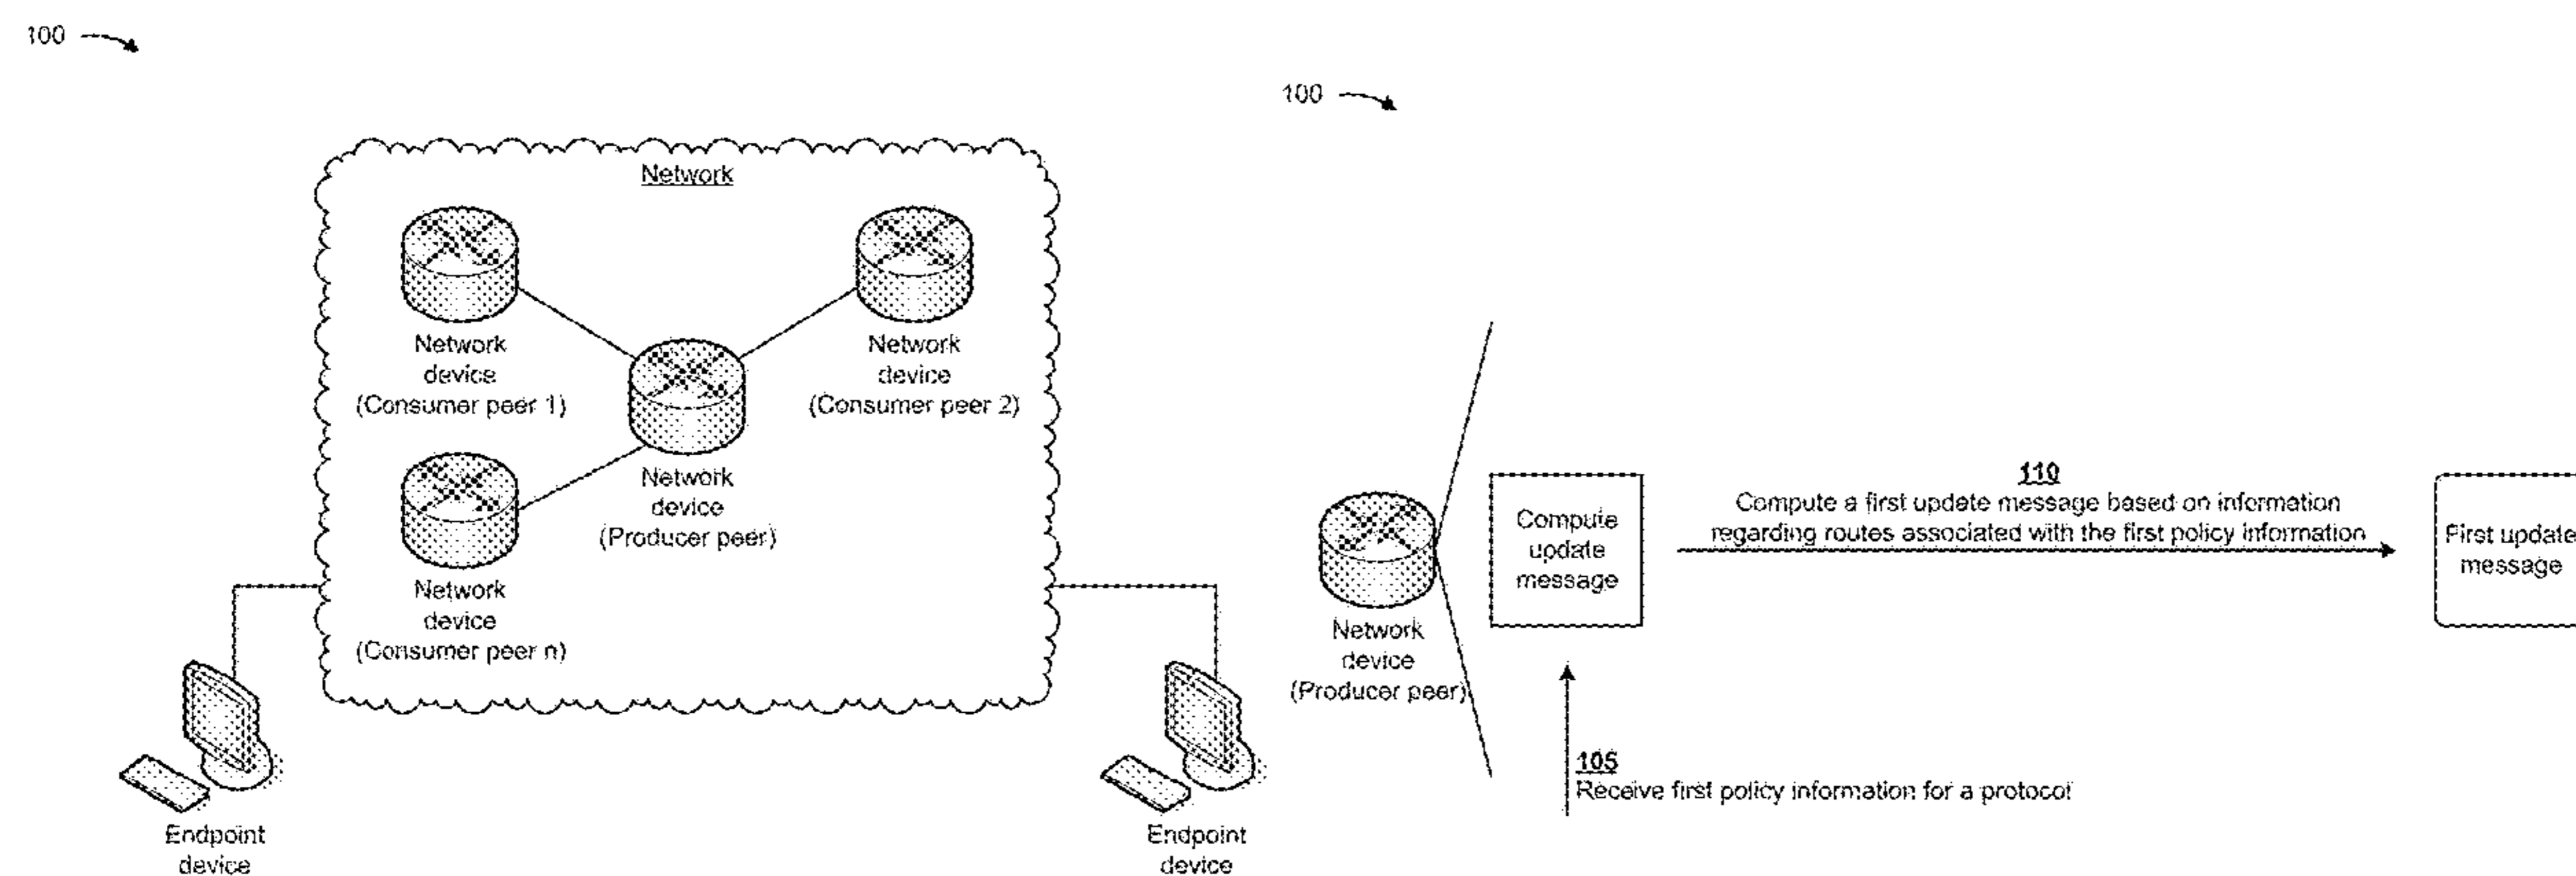 100
Network
Network
device
(Consumer peer 1)
Network
device
(Consumer peer 2)
Network
device
(Producer peer)
Network
device
(Consumer peer n)
Endpoint
device
Endpoint
device
100
Network
device
(Producer peer)
Compute
update
message
110
Compute a first update message based on information
regarding routes associated with the first policy information
First update
message
105
Receive first policy information for a protocol